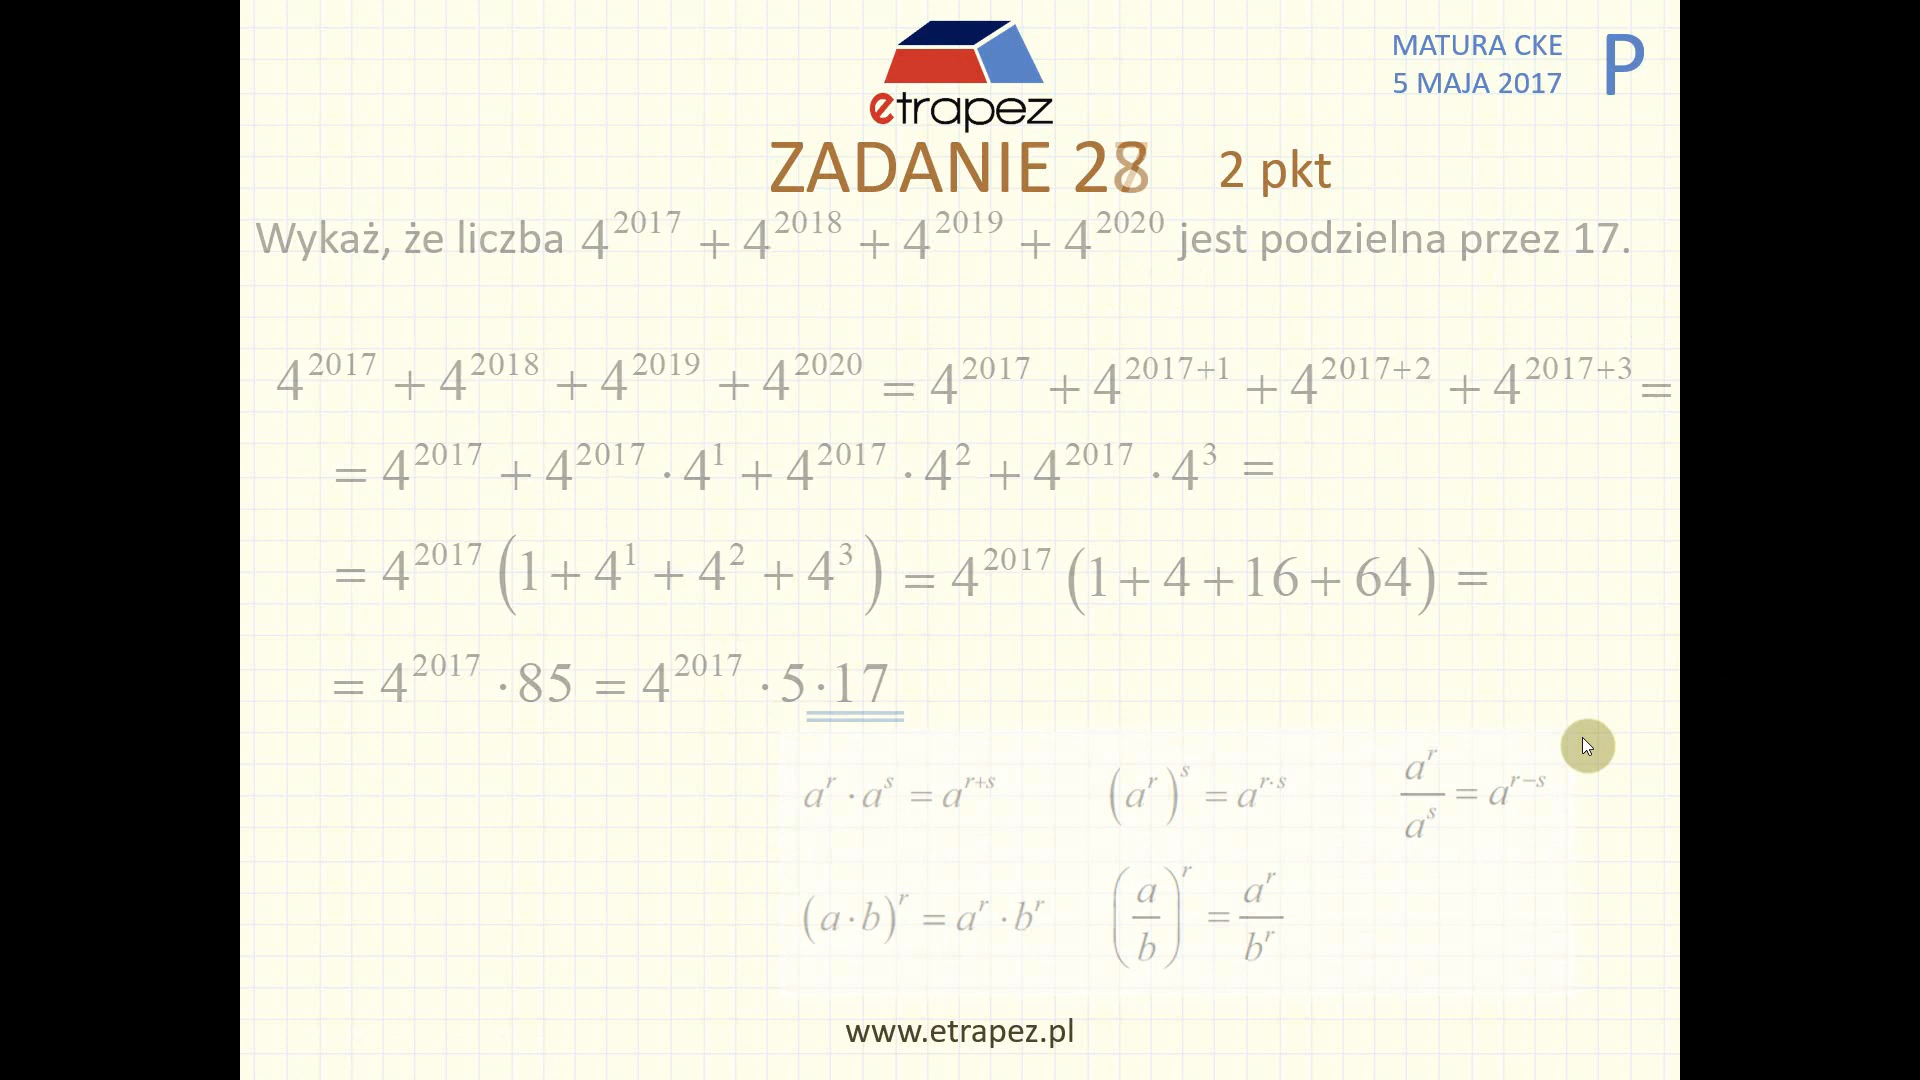 etrapez
MATURA CKE
5 MAJA 2017
P
ZADANIE 2 2 pkt
Wykaż, że liczba 4^2017 + 4^2018 + 4^2019 + 4^2020 jest podzielna przez 17.
4^2017 + 4^2018 + 4^2019 + 4^2020 = 4^2017 + 4^(2017+1) + 4^(2017+2) + 4^(2017+3) =
= 4^2017 + 4^2017 · 4^1 + 4^2017 · 4^2 + 4^2017 · 4^3 =
= 4^2017 (1 + 4^1 + 4^2 + 4^3) = 4^2017 (1 + 4 + 16 + 64) =
= 4^2017 · 85 = 4^2017 · 5 · 17
a^r · a^s = a^(r+s) (a^r)^s = a^(r·s) a^r / a^s = a^(r−s)
(a · b)^r = a^r · b^r (a/b)^r = a^r / b^r
www.etrapez.pl